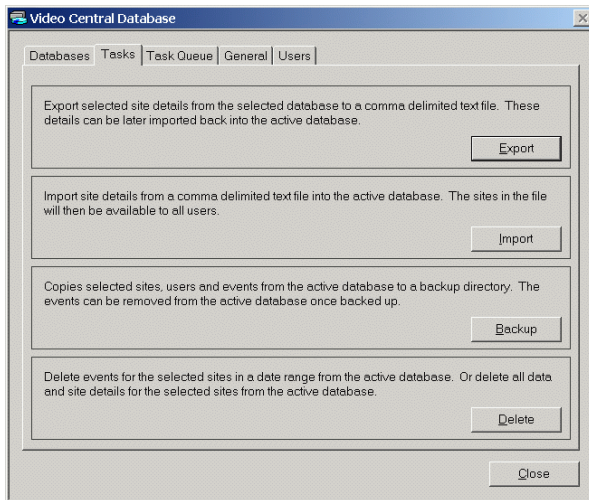 Video Central Database
Databases Tasks Task Queue General Users
Export selected site details from the selected database to a comma delimited text file. These
details can be later imported back into the active database.
Export
Import site details from a comma delimited text file into the active database. The sites in the file
will then be available to all users.
Import
Copies selected sites, users and events from the active database to a backup directory. The
events can be removed from the active database once backed up.
Backup
Delete events for the selected sites in a date range from the active database. Or delete all data
and site details for the selected sites from the active database.
Delete
Close